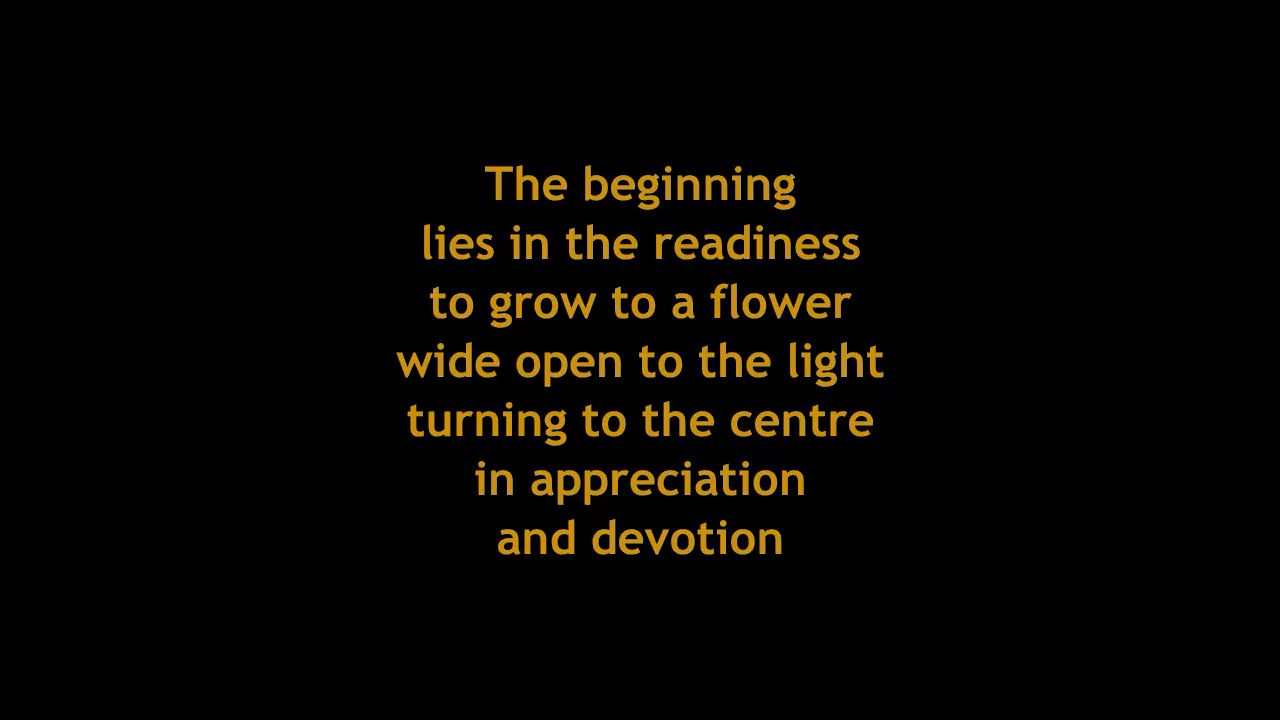 The beginning
lies in the readiness
to grow to a flower
wide open to the light
turning to the centre
in appreciation
and devotion